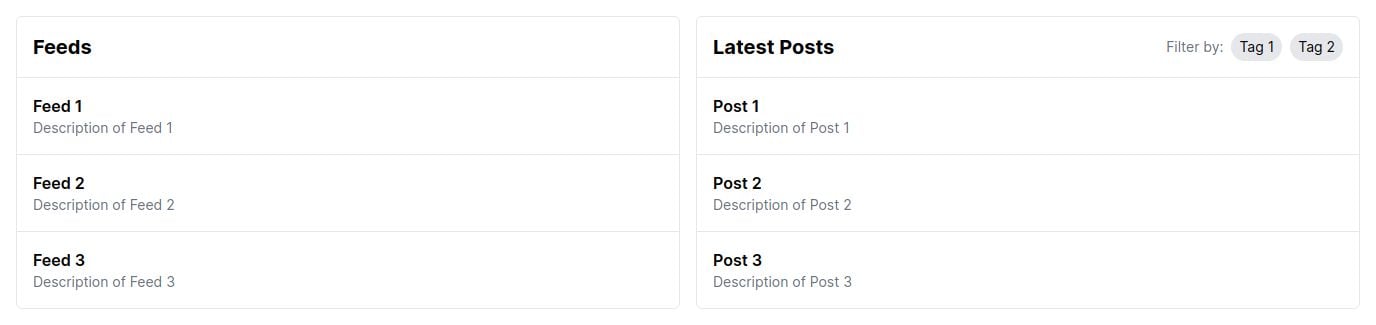 Feeds
Feed 1
Description of Feed 1
Feed 2
Description of Feed 2
Feed 3
Description of Feed 3
Latest Posts
Filter by: Tag 1 Tag 2
Post 1
Description of Post 1
Post 2
Description of Post 2
Post 3
Description of Post 3